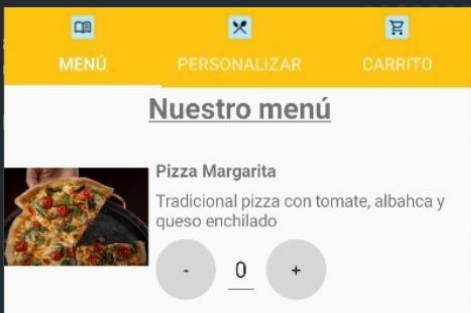 MENÚ PERSONALIZAR CARRITO
Nuestro menú
Pizza Margarita
Tradicional pizza con tomate, albahca y
queso enchilado
- 0 +